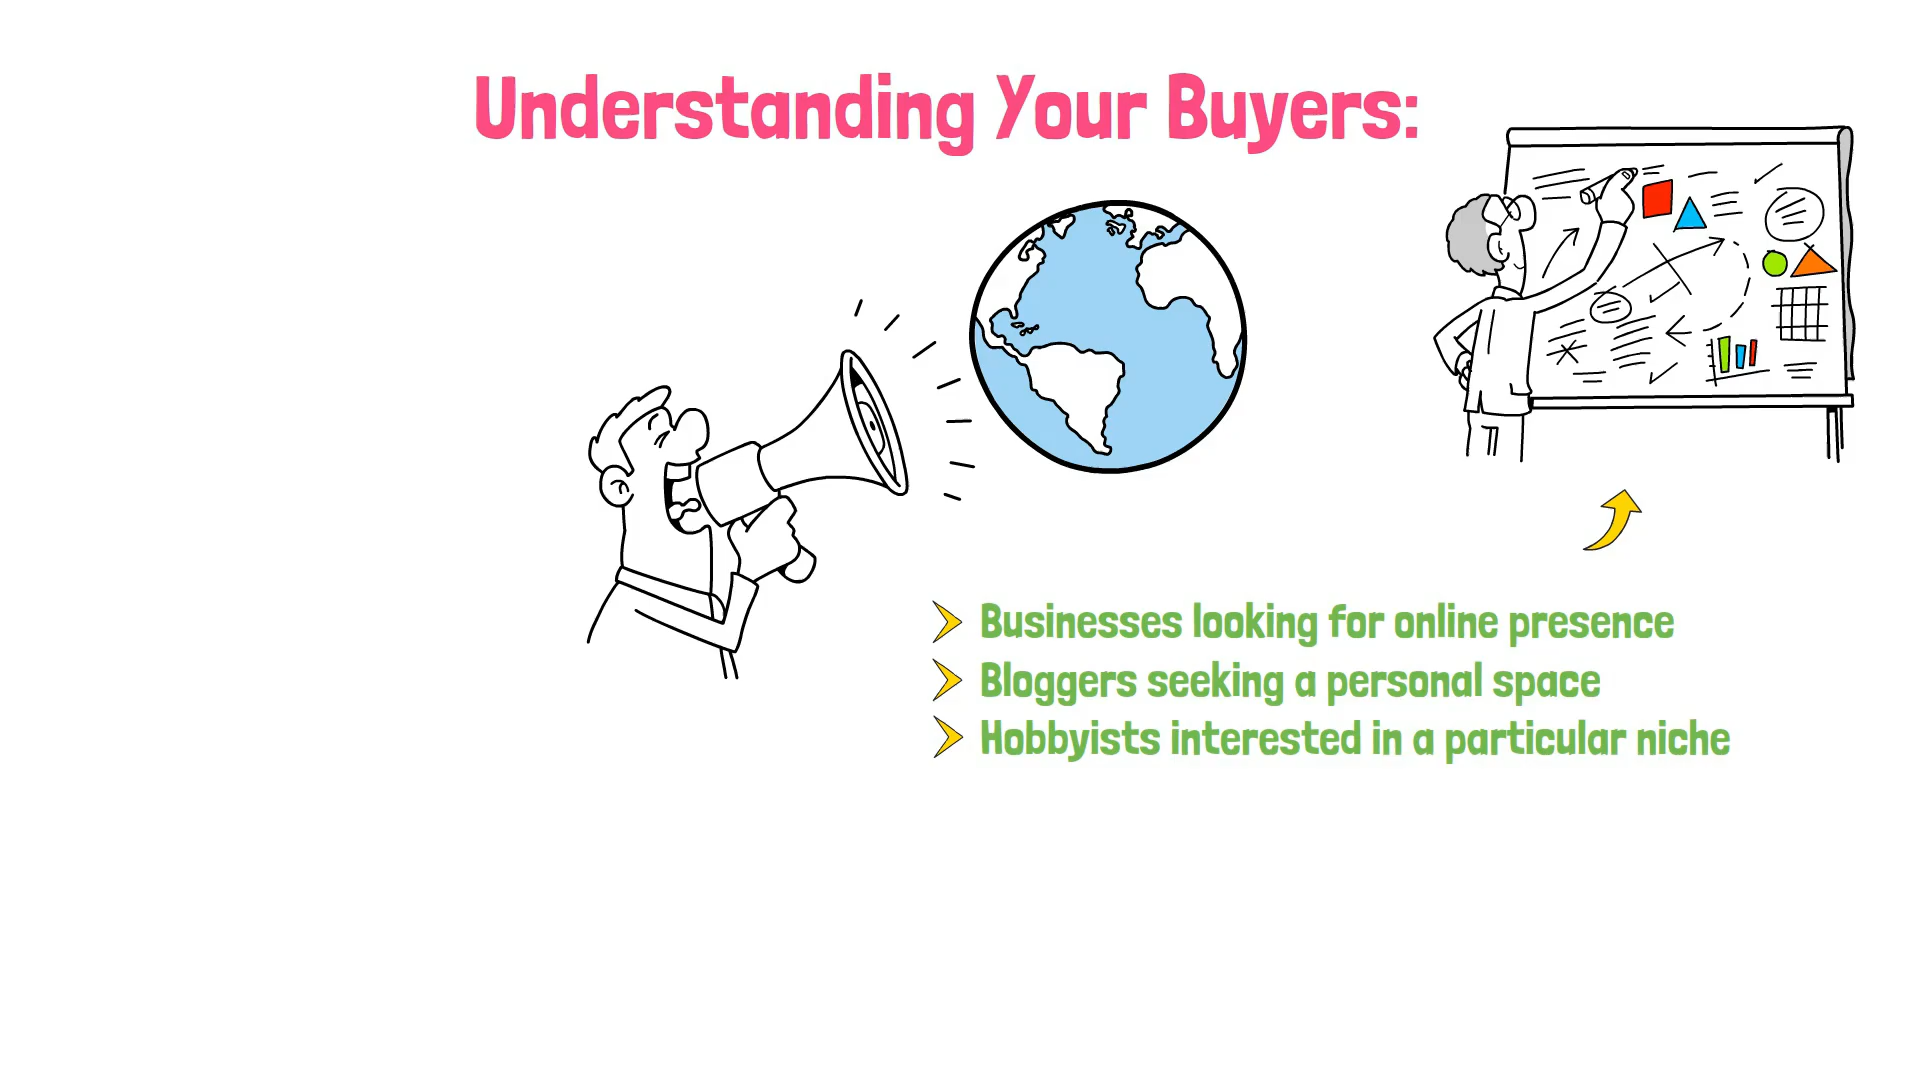 Understanding Your Buyers:
Businesses looking for online presence
Bloggers seeking a personal space
Hobbyists interested in a particular niche